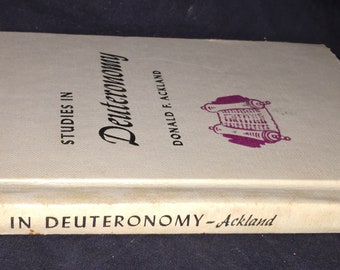 STUDIES IN
Deuteronomy
DONALD F. ACKLAND
IN DEUTERONOMY – Ackland